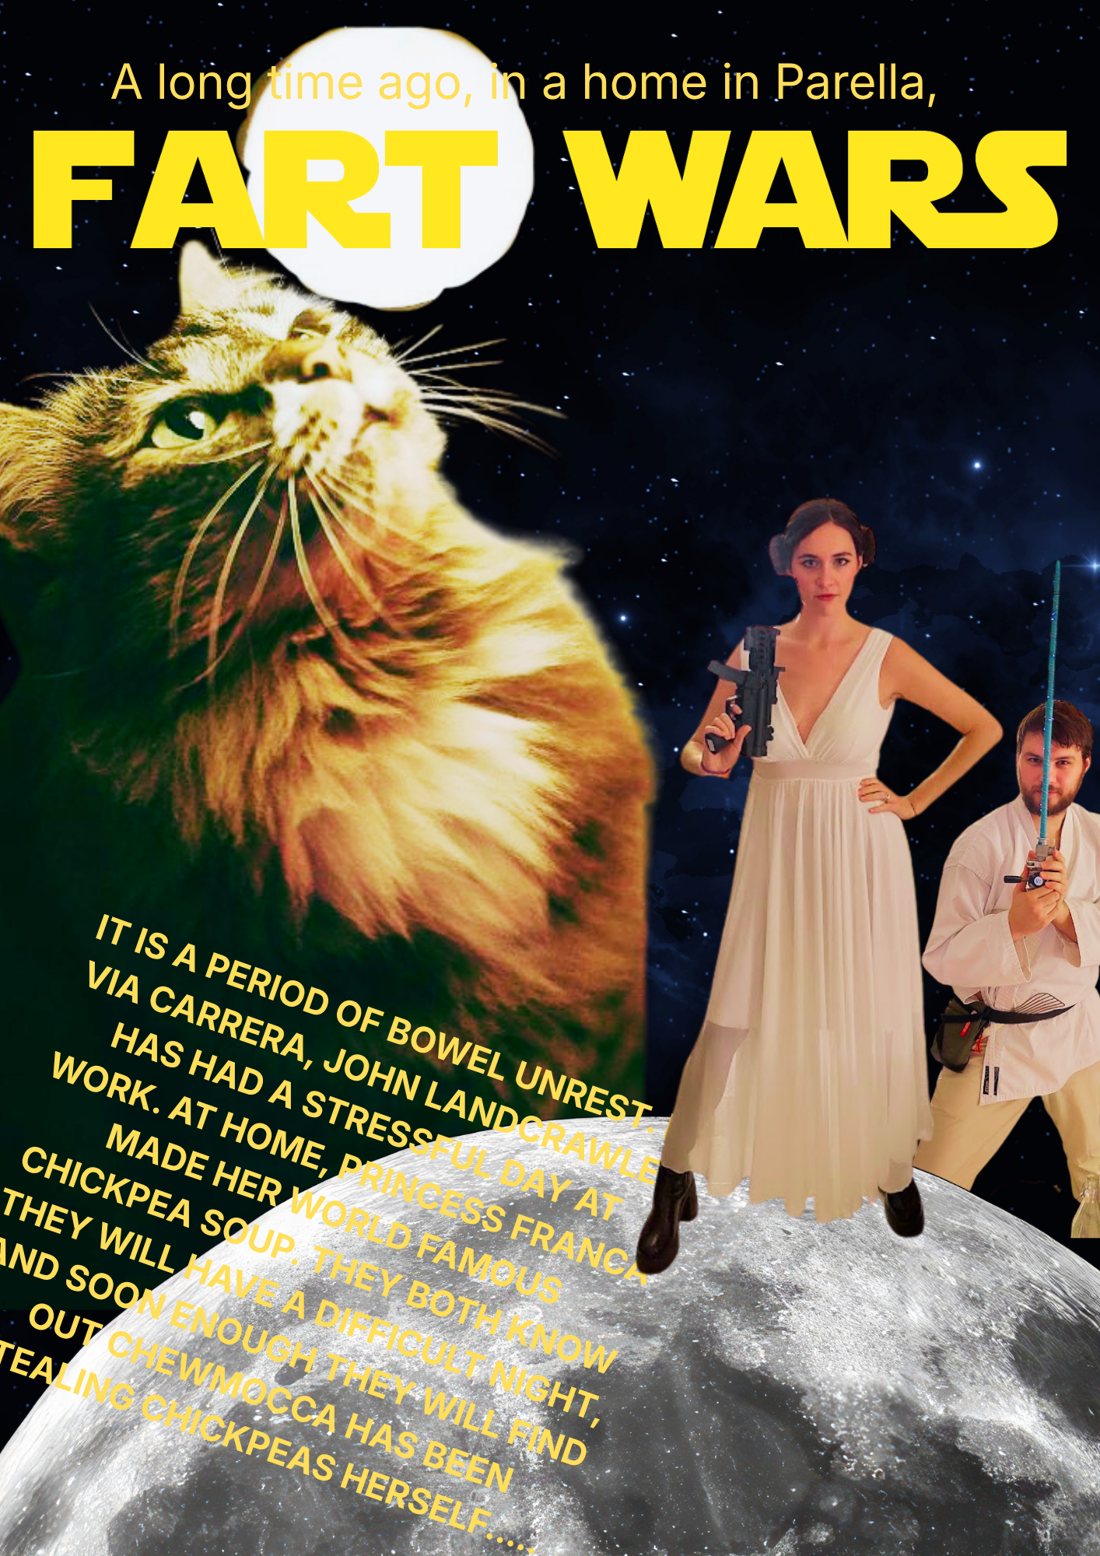 A long time ago, in a home in Parella,
FART WARS
IT IS A PERIOD OF BOWEL UNREST.
VIA CARRERA, JOHN LANDCRAWLE
HAS HAD A STRESSFUL DAY AT
WORK. AT HOME, PRINCESS FRANCA
MADE HER WORLD FAMOUS
CHICKPEA SOUP. THEY BOTH KNOW
THEY WILL HAVE A DIFFICULT NIGHT,
AND SOON ENOUGH THEY WILL FIND
OUT CHEWMOCCA HAS BEEN
TEALING CHICKPEAS HERSELF....